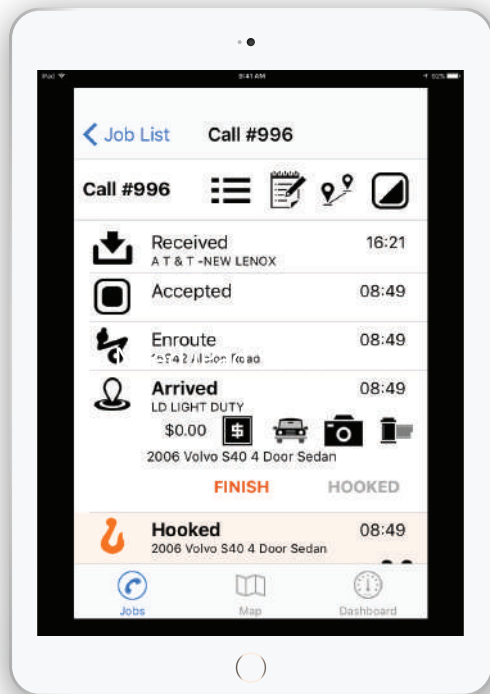 iPad
9:41 AM
92%
Job List
Call #996
Call #996
Received
16:21
A T & T -NEW LENOX
Accepted
08:49
Enroute
08:49
Arrived
08:49
LD LIGHT DUTY
$0.00
$
2006 Volvo S40 4 Door Sedan
FINISH
HOOKED
Hooked
08:49
2006 Volvo S40 4 Door Sedan
Jobs
Map
Dashboard